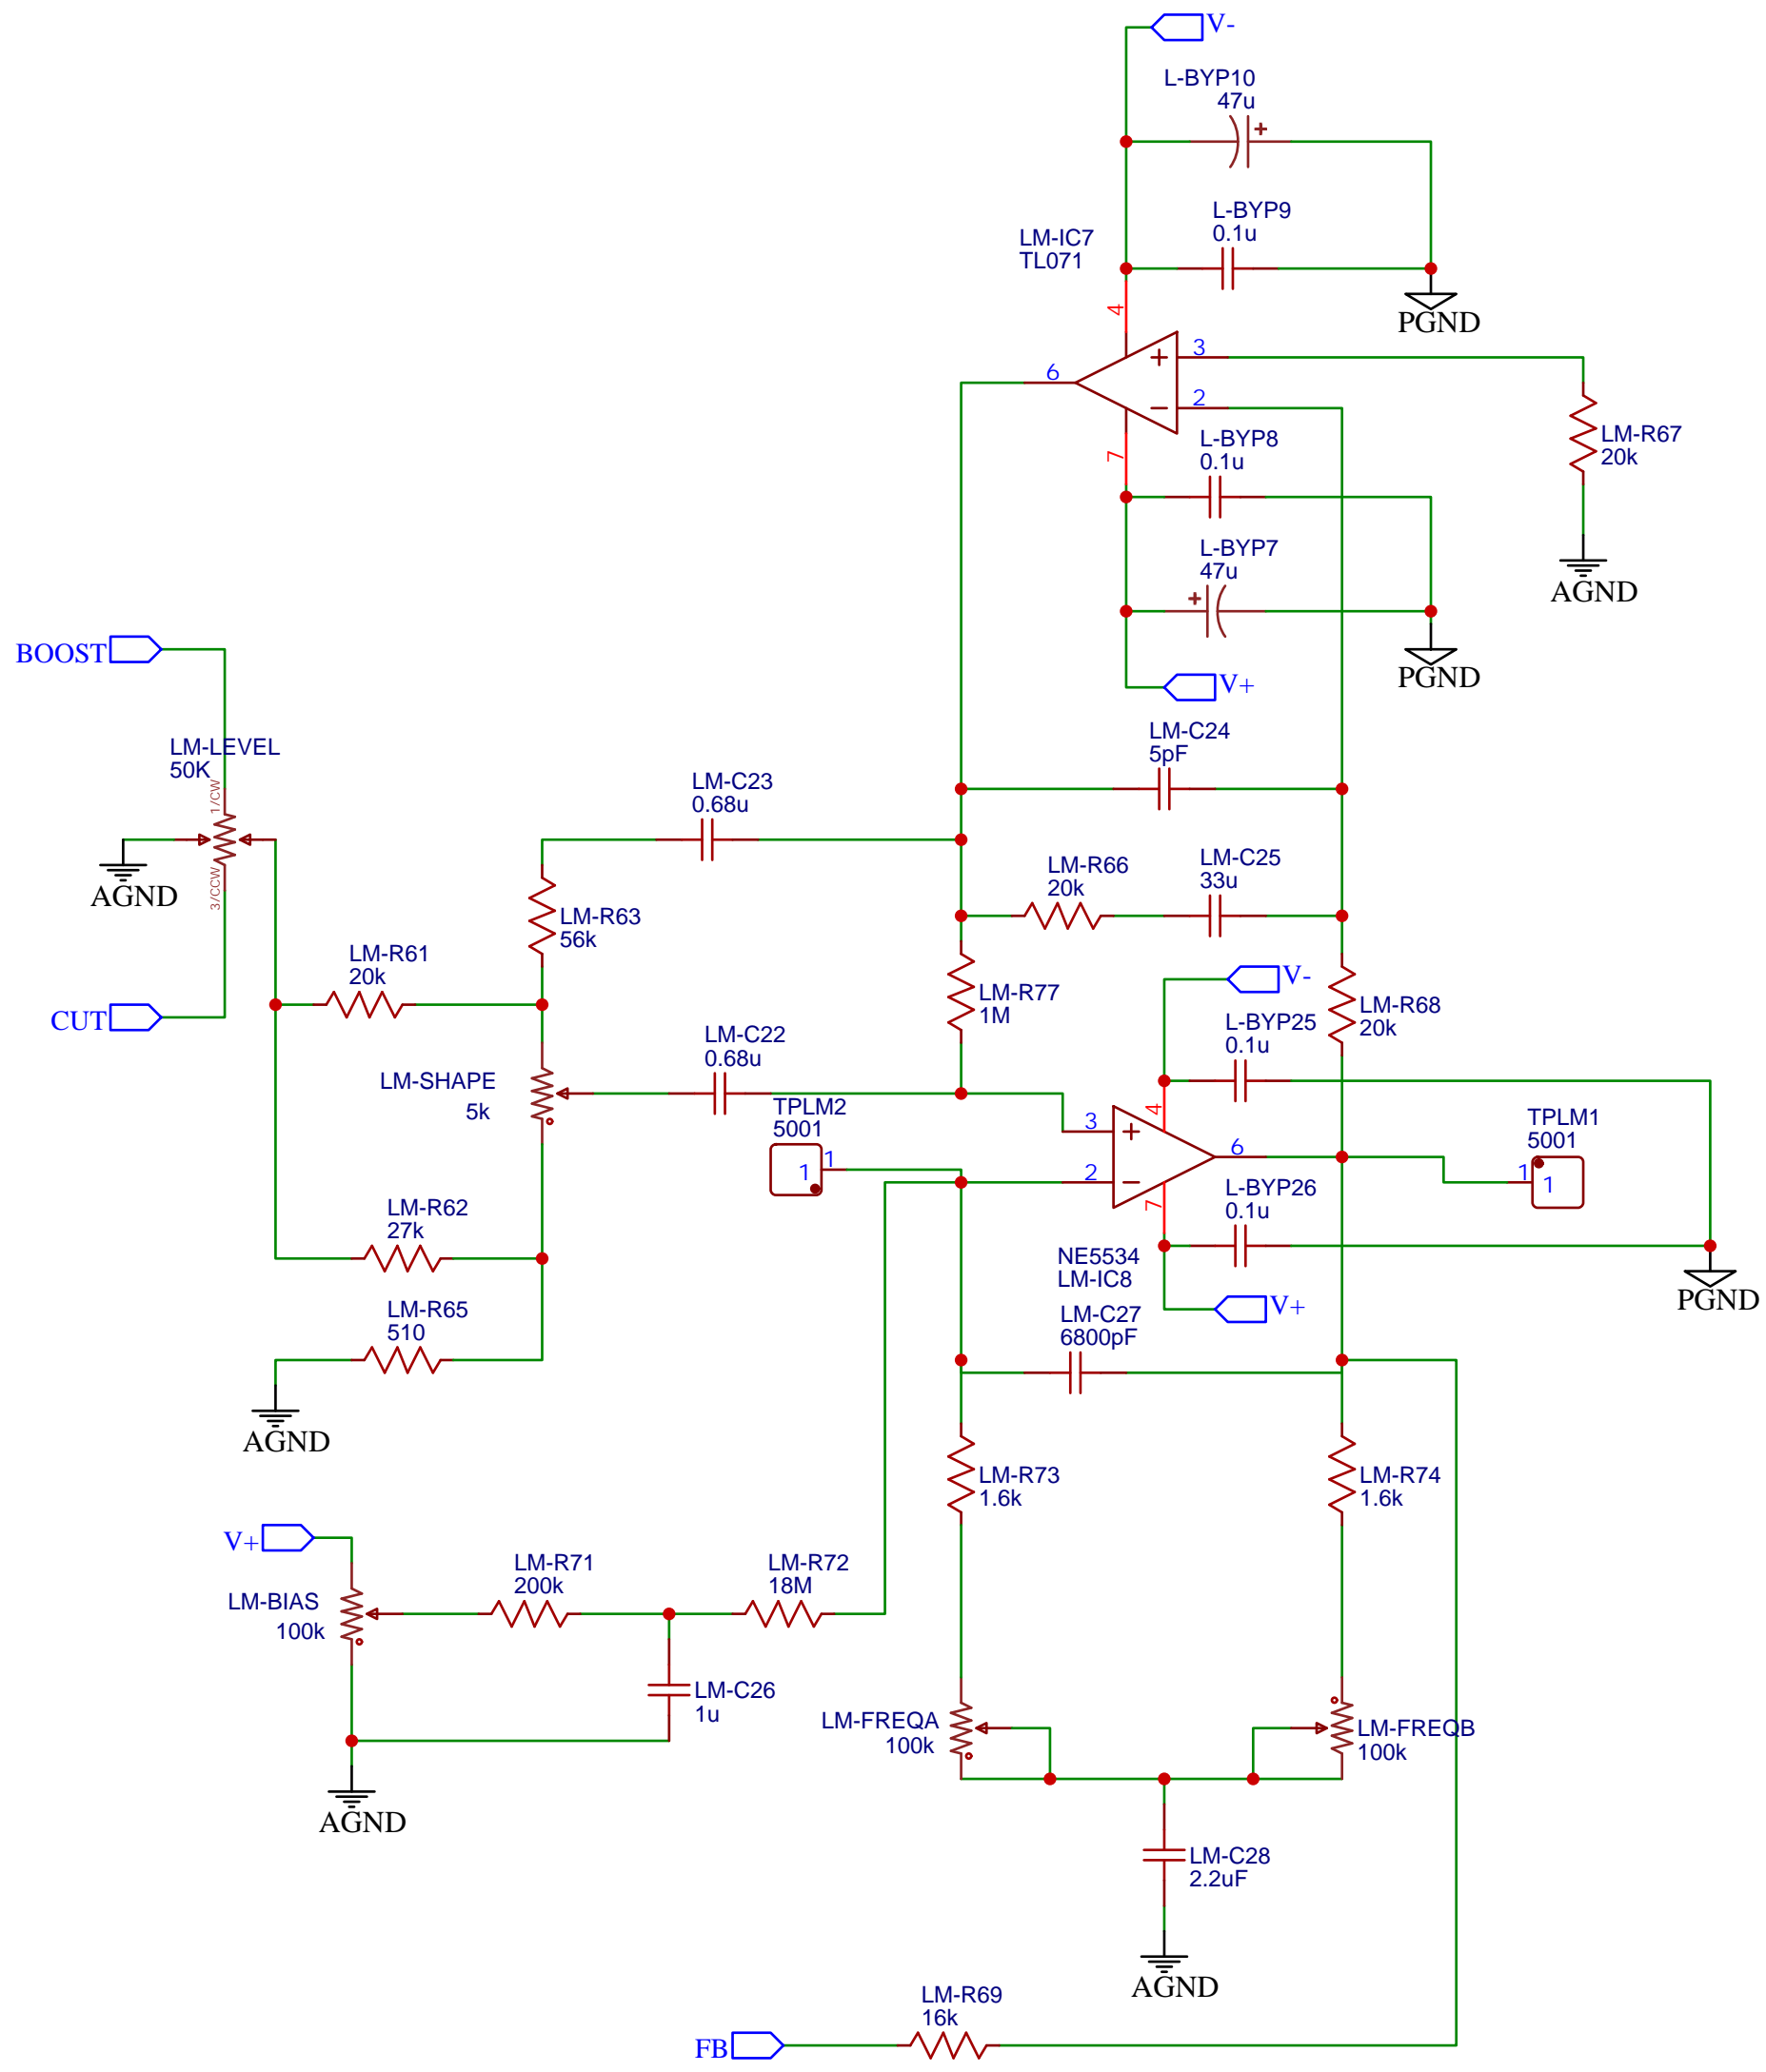 V-
L-BYP10
47u
L-BYP9
0.1u
LM-IC7
TL071
PGND
4
3
6
2
7
LM-R67
20k
L-BYP8
0.1u
L-BYP7
47u
AGND
PGND
V+
BOOST
LM-LEVEL
50K
1/CW
3/CCW
AGND
CUT
LM-C24
5pF
LM-C23
0.68u
LM-R63
56k
LM-R66
20k
LM-C25
33u
LM-R61
20k
LM-R77
1M
V-
LM-R68
20k
L-BYP25
0.1u
LM-C22
0.68u
LM-SHAPE
5k
TPLM2
5001
1
1
3
2
4
6
7
TPLM1
5001
1
1
L-BYP26
0.1u
LM-R62
27k
NE5534
LM-IC8
PGND
V+
LM-R65
510
LM-C27
6800pF
AGND
LM-R73
1.6k
LM-R74
1.6k
V+
LM-BIAS
100k
LM-R71
200k
LM-R72
18M
LM-C26
1u
LM-FREQA
100k
LM-FREQB
100k
AGND
LM-C28
2.2uF
AGND
LM-R69
16k
FB